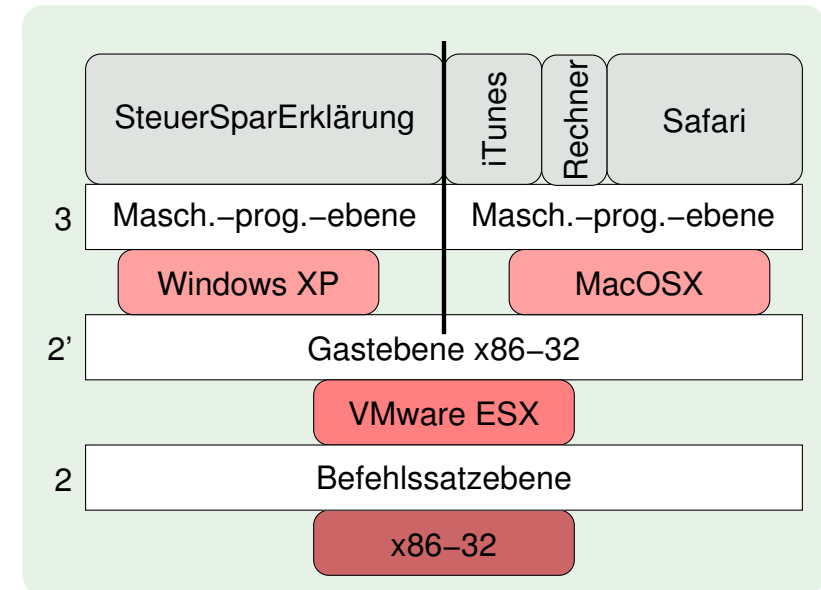 SteuerSparErklärung
iTunes
Rechner
Safari
3
Masch.–prog.–ebene
Masch.–prog.–ebene
Windows XP
MacOSX
2’
Gastebene x86–32
VMware ESX
2
Befehlssatzebene
x86–32